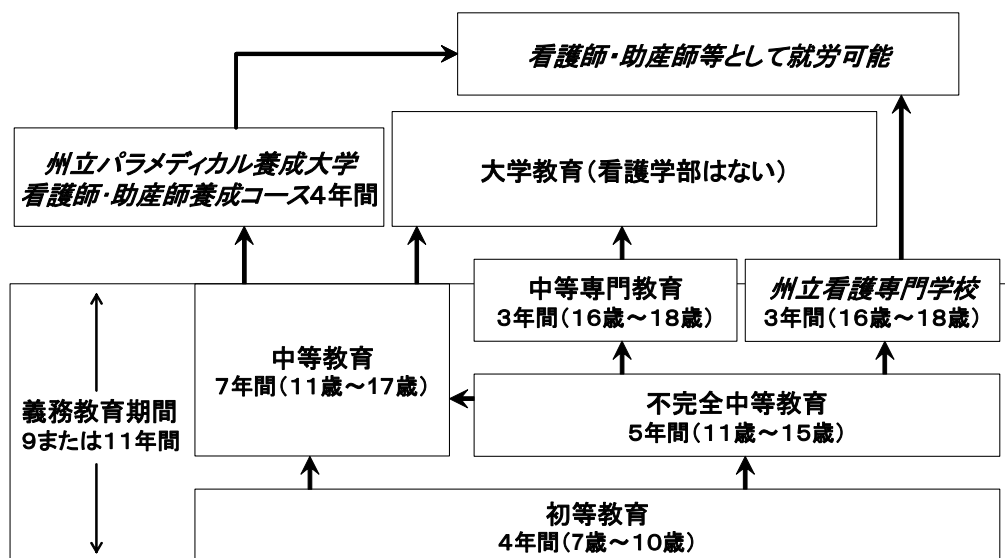 看護師・助産師等として就労可能
州立パラメディカル養成大学
看護師・助産師養成コース4年間
大学教育(看護学部はない)
中等専門教育
3年間(16歳~18歳)
州立看護専門学校
3年間(16歳~18歳)
中等教育
7年間(11歳~17歳)
義務教育期間
9または11年間
不完全中等教育
5年間(11歳~15歳)
初等教育
4年間(7歳~10歳)